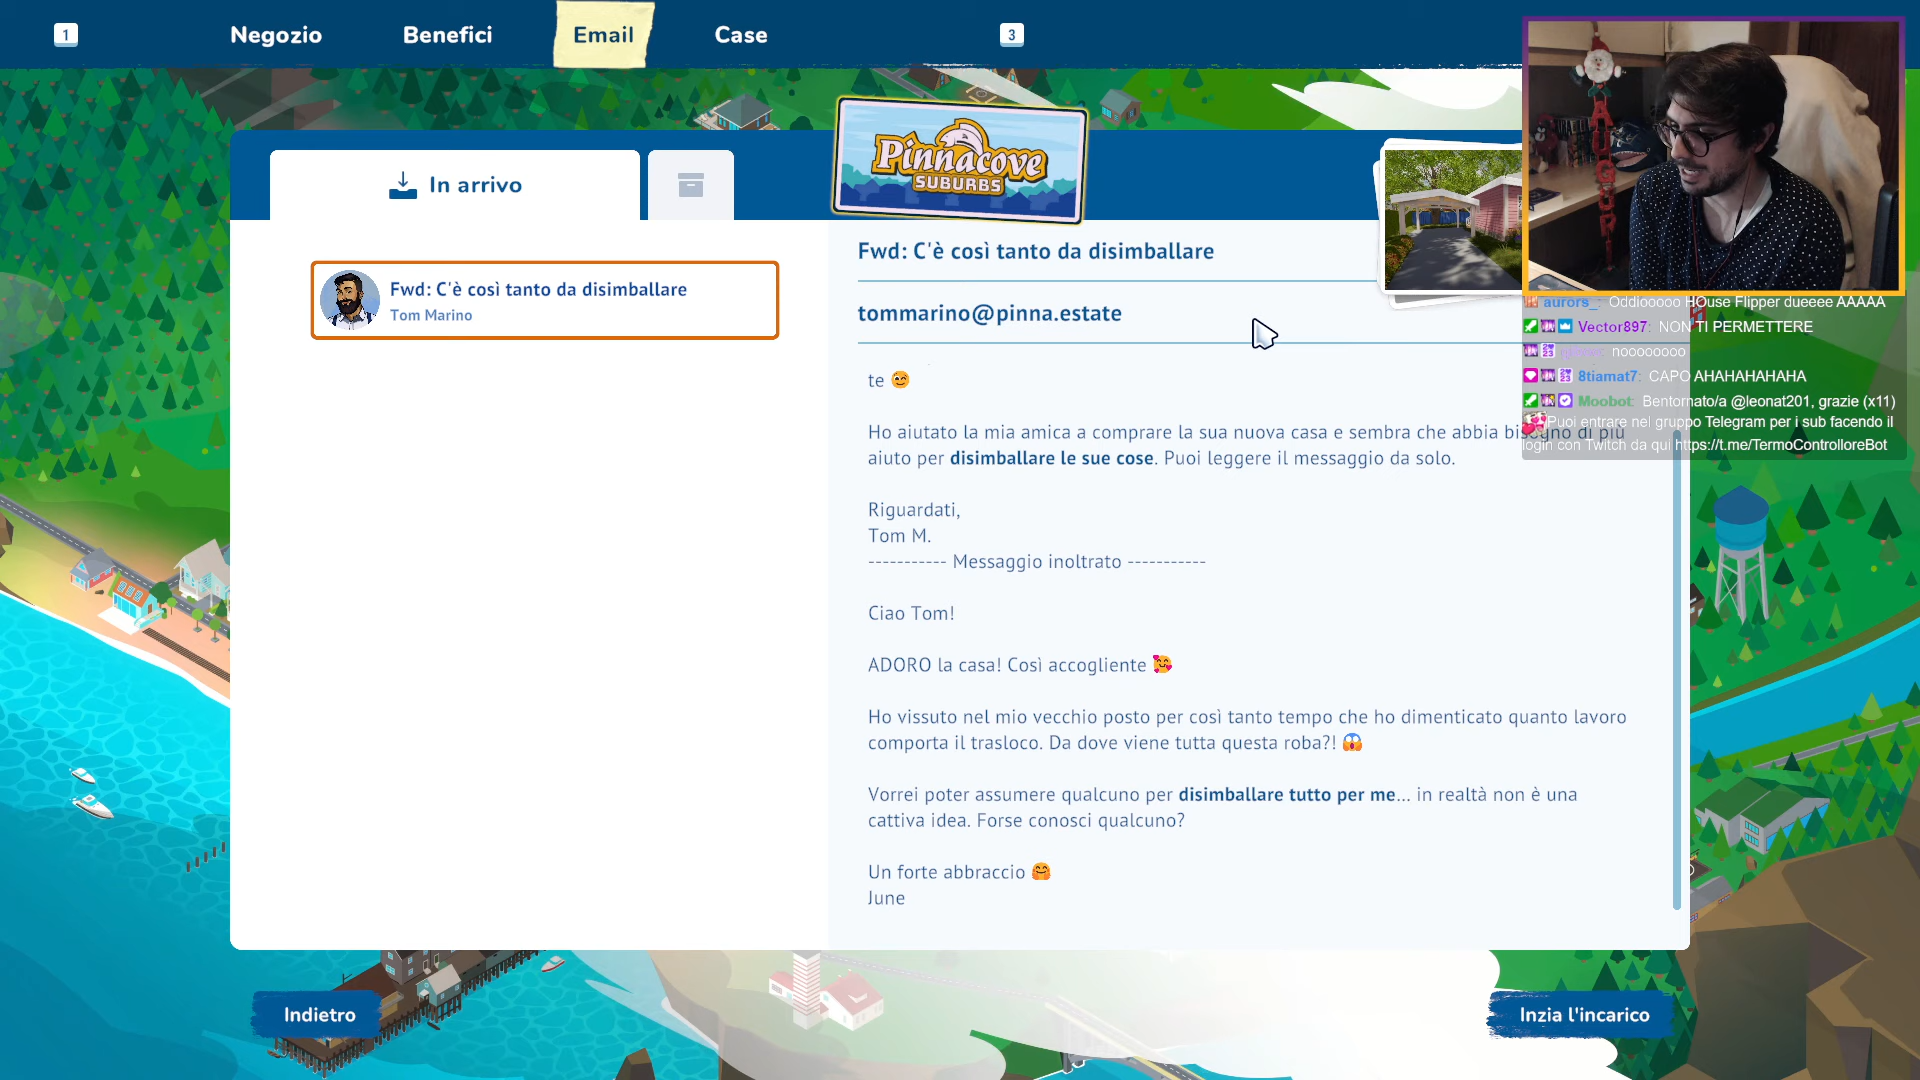 1
Negozio
Benefici
Email
Case
3
Pinnacove
SUBURBS
In arrivo
Fwd: C'è così tanto da disimballare
Tom Marino
Fwd: C'è così tanto da disimballare
tommarino@pinna.estate
te 😊
Ho aiutato la mia amica a comprare la sua nuova casa e sembra che abbia bisogno di più
aiuto per disimballare le sue cose. Puoi leggere il messaggio da solo.
Riguardati,
Tom M.
----------- Messaggio inoltrato -----------
Ciao Tom!
ADORO la casa! Così accogliente 🥰
Ho vissuto nel mio vecchio posto per così tanto tempo che ho dimenticato quanto lavoro
comporta il trasloco. Da dove viene tutta questa roba?! 😱
Vorrei poter assumere qualcuno per disimballare tutto per me... in realtà non è una
cattiva idea. Forse conosci qualcuno?
Un forte abbraccio 🤗
June
Indietro
Inzia l'incarico
AUGURI
aurors_: Oddiooooo HOuse Flipper dueeee AAAAA
Vector897: NON TI PERMETTERE
noooooooo
8tiamat7: CAPO AHAHAHAHAHA
Moobot: Bentornato/a @leonat201, grazie (x11)
Puoi entrare nel gruppo Telegram per i sub facendo il
login con Twitch da qui https://t.me/TermoControlloreBot